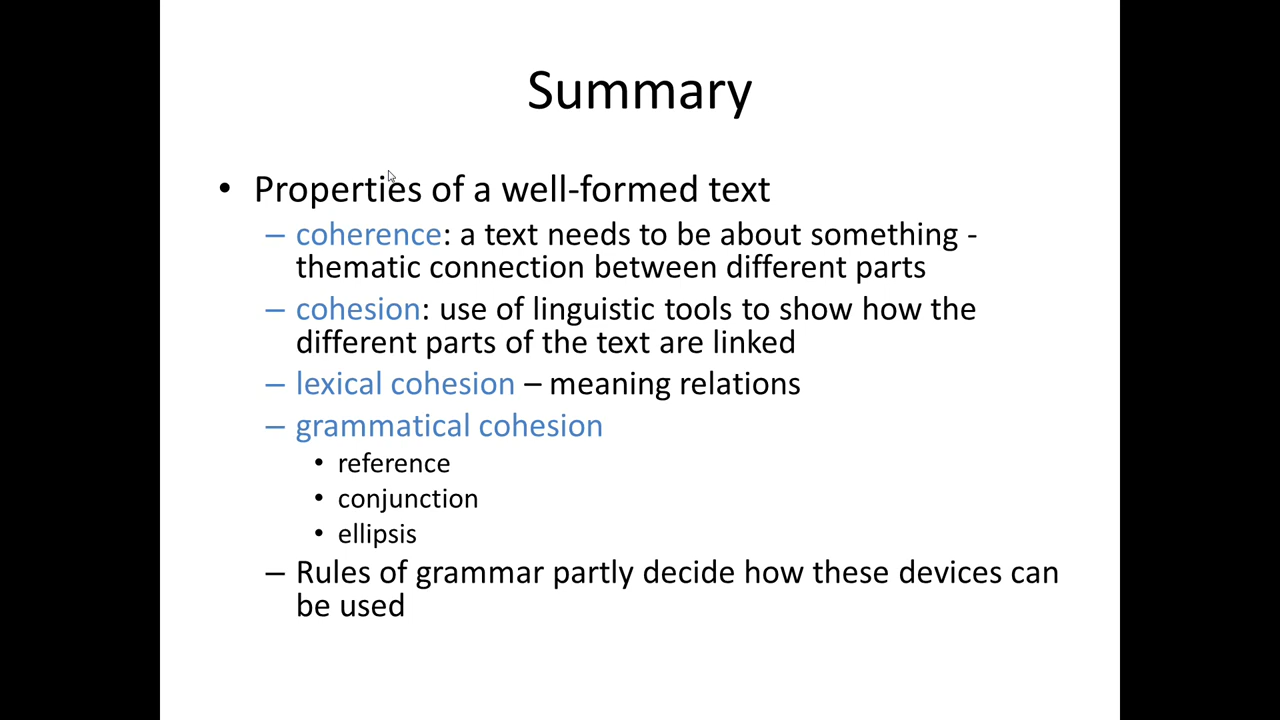 Summary
• Properties of a well-formed text
– coherence: a text needs to be about something -
thematic connection between different parts
– cohesion: use of linguistic tools to show how the
different parts of the text are linked
– lexical cohesion – meaning relations
– grammatical cohesion
• reference
• conjunction
• ellipsis
– Rules of grammar partly decide how these devices can
be used